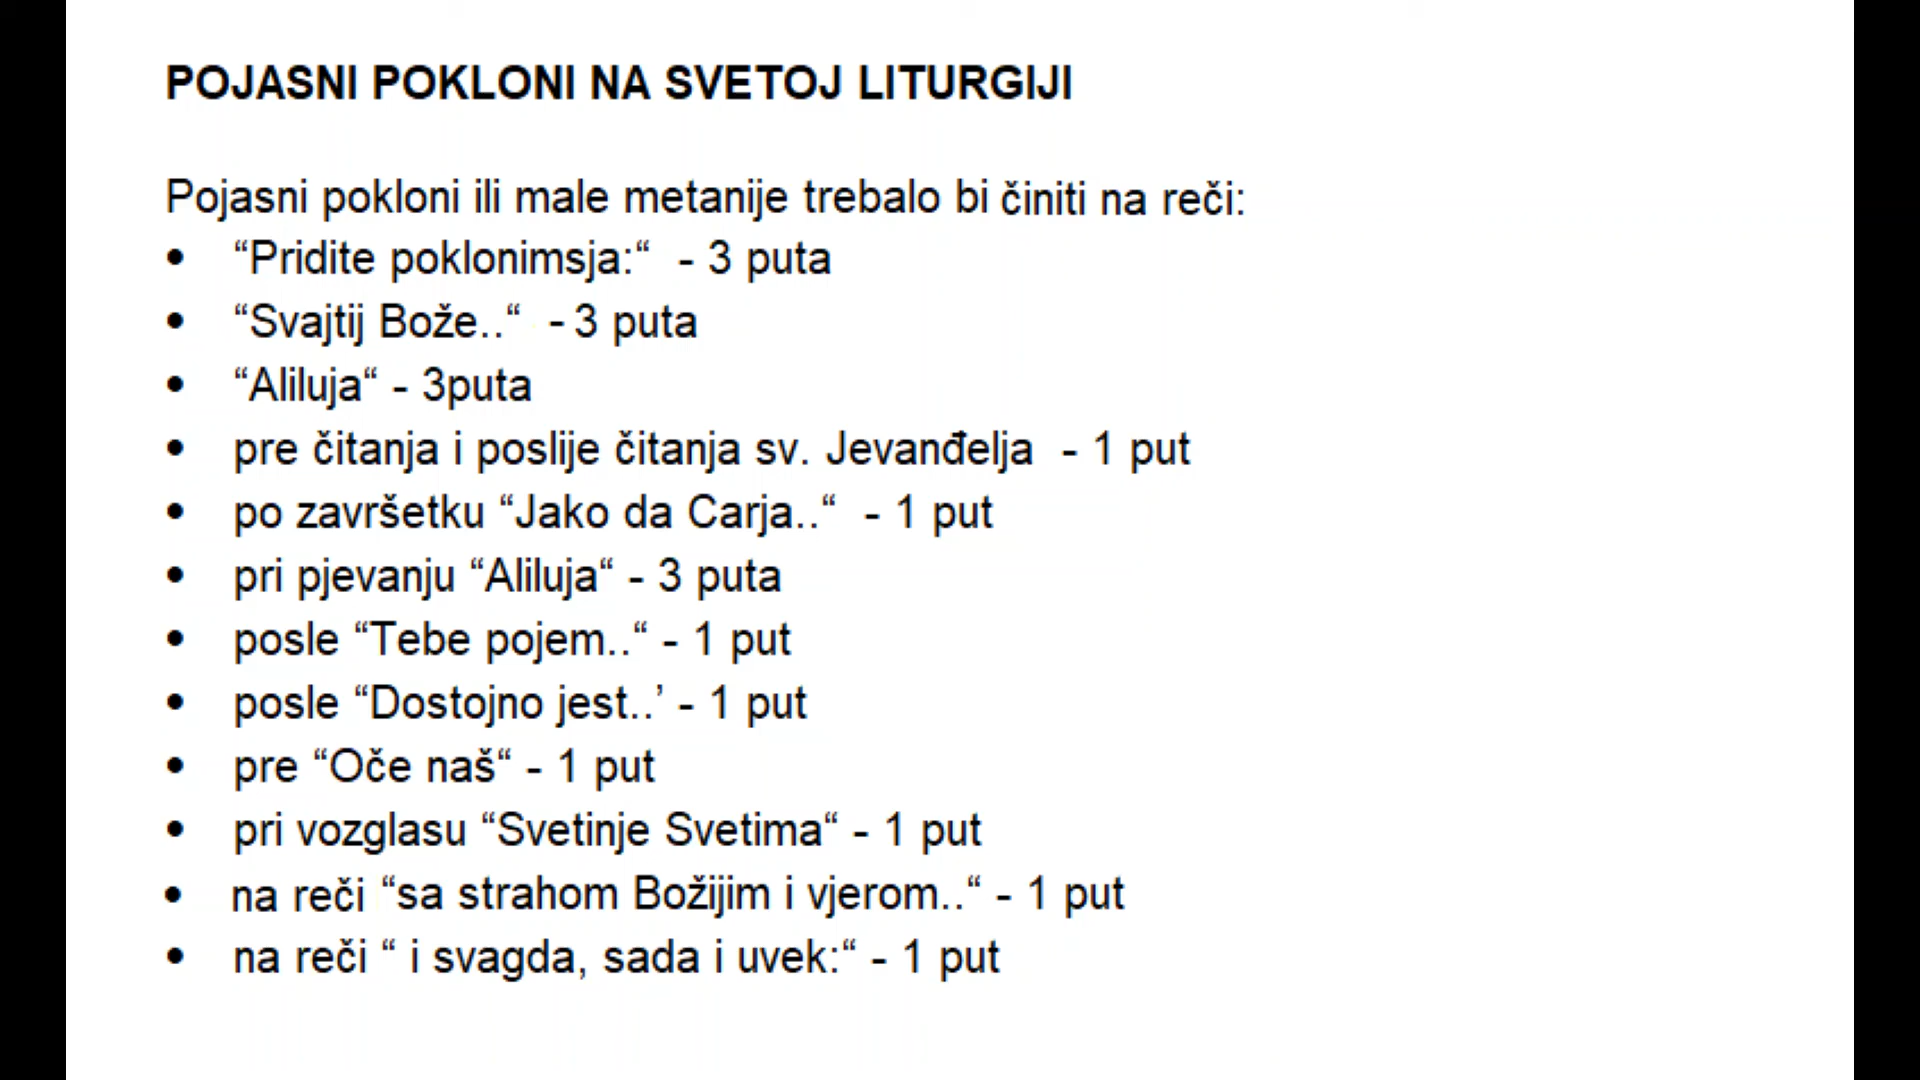 POJASNI POKLONI NA SVETOJ LITURGIJI
Pojasni pokloni ili male metanije trebalo bi činiti na reči:
• “Pridite poklonimsja:“ - 3 puta
• “Svajtij Bože..“ - 3 puta
• “Aliluja“ - 3puta
• pre čitanja i poslije čitanja sv. Jevanđelja - 1 put
• po završetku “Jako da Carja..“ - 1 put
• pri pjevanju “Aliluja“ - 3 puta
• posle “Tebe pojem..“ - 1 put
• posle “Dostojno jest..’ - 1 put
• pre “Oče naš“ - 1 put
• pri vozglasu “Svetinje Svetima“ - 1 put
• na reči “sa strahom Božijim i vjerom..“ - 1 put
• na reči “ i svagda, sada i uvek:“ - 1 put